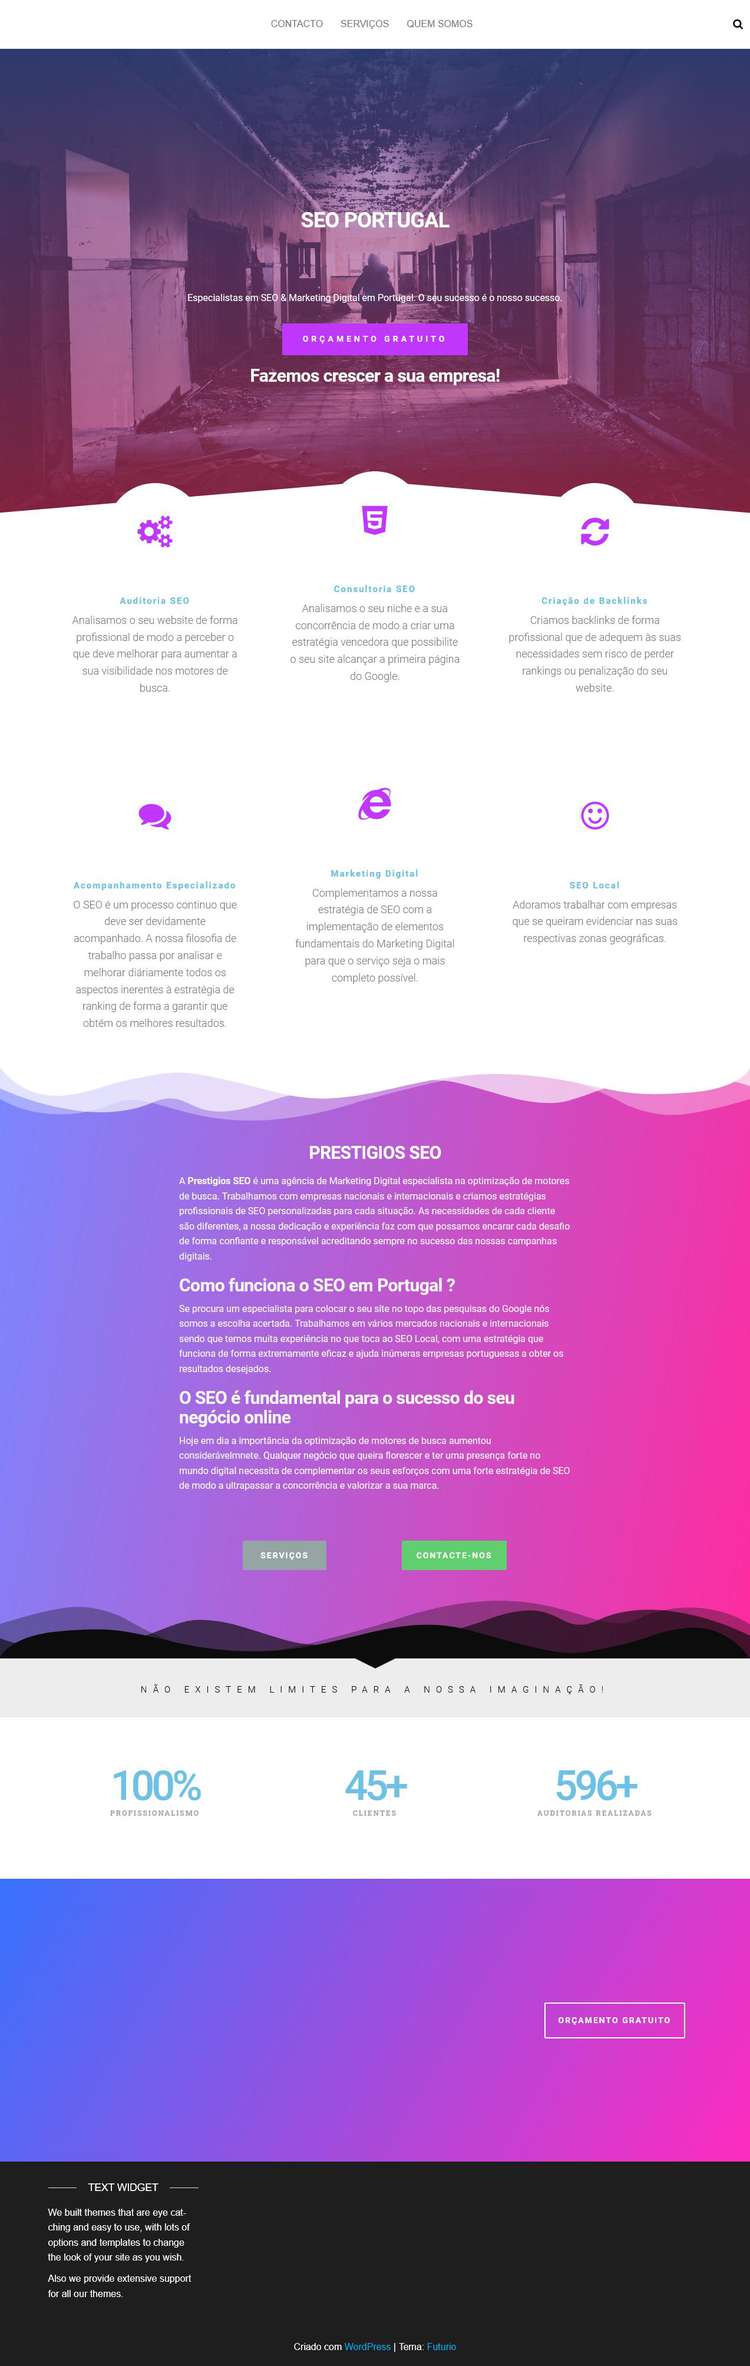 CONTACTO SERVIÇOS QUEM SOMOS
SEO PORTUGAL
Especialistas em SEO & Marketing Digital em Portugal. O seu sucesso é o nosso sucesso.
ORÇAMENTO GRATUITO
Fazemos crescer a sua empresa!
Auditoria SEO
Analisamos o seu website de forma
profissional de modo a perceber o
que deve melhorar para aumentar a
sua visibilidade nos motores de
busca.
Consultoria SEO
Analisamos o seu niche e a sua
concorrência de modo a criar uma
estratégia vencedora que possibilite
o seu site alcançar a primeira página
do Google.
Criação de Backlinks
Criamos backlinks de forma
profissional que de adequem às suas
necessidades sem risco de perder
rankings ou penalização do seu
website.
Acompanhamento Especializado
O SEO é um processo continuo que
deve ser devidamente
acompanhado. A nossa filosofia de
trabalho passa por analisar e
melhorar diáriamente todos os
aspectos inerentes à estratégia de
ranking de forma a garantir que
obtém os melhores resultados.
Marketing Digital
Complementamos a nossa
estratégia de SEO com a
implementação de elementos
fundamentais do Marketing Digital
para que o serviço seja o mais
completo possível.
SEO Local
Adoramos trabalhar com empresas
que se queiram evidenciar nas suas
respectivas zonas geográficas.
PRESTIGIOS SEO
A Prestigios SEO é uma agência de Marketing Digital especialista na optimização de motores
de busca. Trabalhamos com empresas nacionais e internacionais e criamos estratégias
profissionais de SEO personalizadas para cada situação. As necessidades de cada cliente
são diferentes, a nossa dedicação e experiência faz com que possamos encarar cada desafio
de forma confiante e responsável acreditando sempre no sucesso das nossas campanhas
digitais.
Como funciona o SEO em Portugal ?
Se procura um especialista para colocar o seu site no topo das pesquisas do Google nós
somos a escolha acertada. Trabalhamos em vários mercados nacionais e internacionais
sendo que temos muita experiência no que toca ao SEO Local, com uma estratégia que
funciona de forma extremamente eficaz e ajuda inúmeras empresas portuguesas a obter os
resultados desejados.
O SEO é fundamental para o sucesso do seu
negócio online
Hoje em dia a importância da optimização de motores de busca aumentou
considerávelmnete. Qualquer negócio que queira florescer e ter uma presença forte no
mundo digital necessita de complementar os seus esforços com uma forte estratégia de SEO
de modo a ultrapassar a concorrência e valorizar a sua marca.
SERVIÇOS CONTACTE-NOS
NÃO EXISTEM LIMITES PARA A NOSSA IMAGINAÇÃO!
100%
PROFISSIONALISMO
45+
CLIENTES
596+
AUDITORIAS REALIZADAS
ORÇAMENTO GRATUITO
TEXT WIDGET
We built themes that are eye cat-
ching and easy to use, with lots of
options and templates to change
the look of your site as you wish.
Also we provide extensive support
for all our themes.
Criado com WordPress | Tema: Futurio